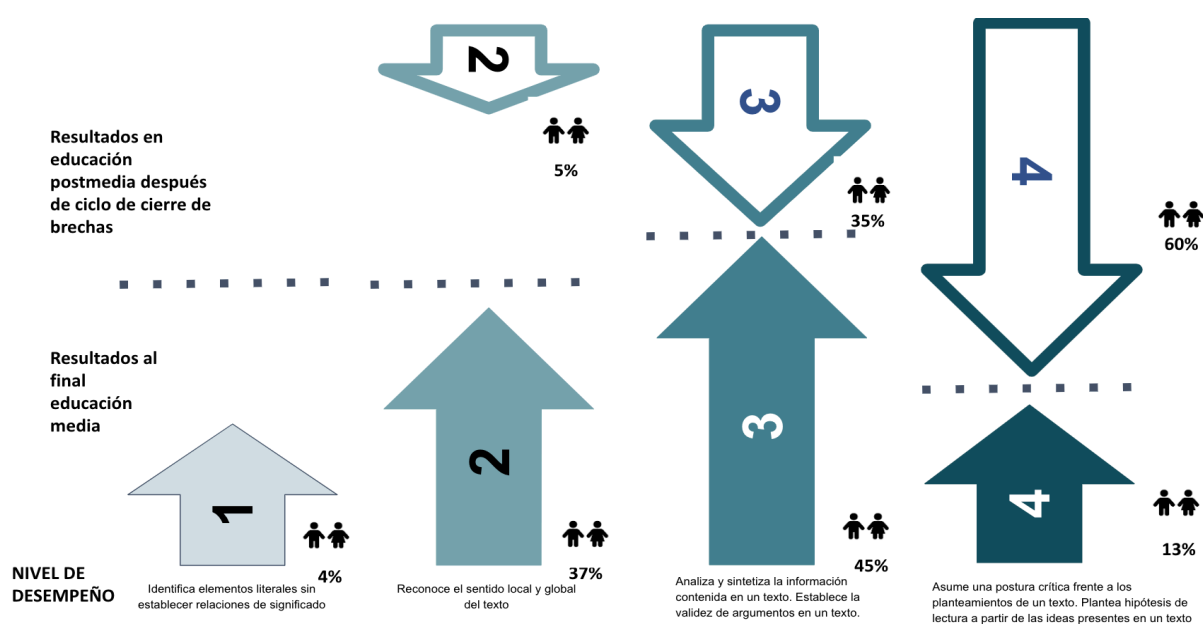 2
3
4
Resultados en
educación
postmedia después
de ciclo de cierre de
brechas
5%
35%
60%
Resultados al
final
educación
media
1
2
3
4
4%
37%
45%
13%
NIVEL DE
DESEMPEÑO
Identifica elementos literales sin
establecer relaciones de significado
Reconoce el sentido local y global
del texto
Analiza y sintetiza la información
contenida en un texto. Establece la
validez de argumentos en un texto.
Asume una postura crítica frente a los
planteamientos de un texto. Plantea hipótesis de
lectura a partir de las ideas presentes en un texto